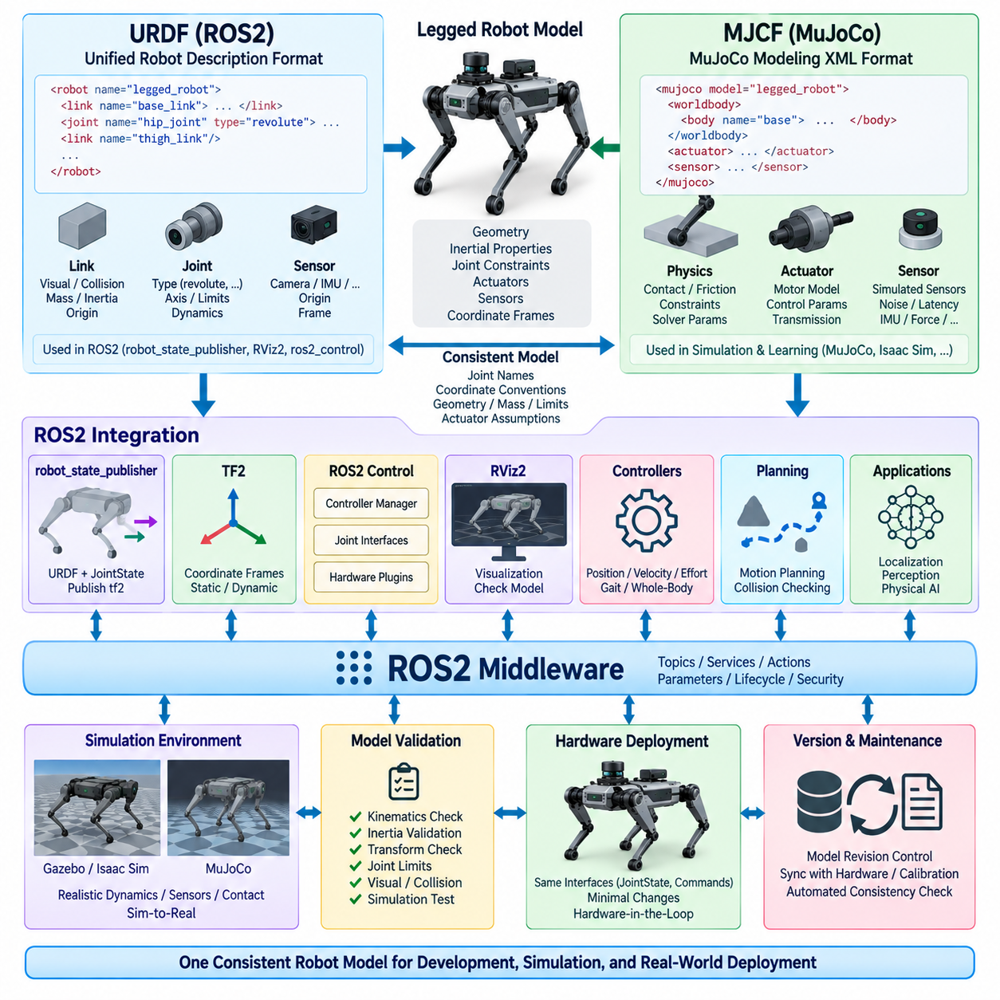 URDF (ROS2)
Unified Robot Description Format
<robot name="legged_robot">
<link name="base_link"> ... </link>
<joint name="hip_joint" type="revolute"> ...
<link name="thigh_link"/>
...
</robot>
Link
Visual / Collision
Mass / Inertia
Origin
Joint
Type (revolute, ...)
Axis / Limits
Dynamics
Sensor
Camera / IMU / ...
Origin
Frame
Used in ROS2 (robot_state_publisher, RViz2, ros2_control)
Legged Robot Model
Geometry
Inertial Properties
Joint Constraints
Actuators
Sensors
Coordinate Frames
Consistent Model
Joint Names
Coordinate Conventions
Geometry / Mass / Limits
Actuator Assumptions
MJCF (MuJoCo)
MuJoCo Modeling XML Format
<mujoco model="legged_robot">
<worldbody>
<body name="base"> ... </body>
</worldbody>
<actuator> ... </actuator>
<sensor> ... </sensor>
</mujoco>
Physics
Contact / Friction
Constraints
Solver Params
Actuator
Motor Model
Control Params
Transmission
Sensor
Simulated Sensors
Noise / Latency
IMU / Force / ...
Used in Simulation & Learning (MuJoCo, Isaac Sim, ...)
ROS2 Integration
robot_state_publisher
URDF + JointState
Publish tf2
TF2
Coordinate Frames
Static / Dynamic
ROS2 Control
Controller Manager
Joint Interfaces
Hardware Plugins
RViz2
Visualization
Check Model
Controllers
Position / Velocity / Effort
Gait / Whole-Body
Planning
Motion Planning
Collision Checking
Applications
Localization
Perception
Physical AI
ROS2 Middleware
Topics / Services / Actions
Parameters / Lifecycle / Security
Simulation Environment
Gazebo / Isaac Sim
MuJoCo
Realistic Dynamics / Sensors / Contact
Sim-to-Real
Model Validation
Kinematics Check
Inertia Validation
Transform Check
Joint Limits
Visual / Collision
Simulation Test
Hardware Deployment
Same Interfaces (JointState, Commands)
Minimal Changes
Hardware-in-the-Loop
Version & Maintenance
Model Revision Control
Sync with Hardware / Calibration
Automated Consistency Check
One Consistent Robot Model for Development, Simulation, and Real-World Deployment